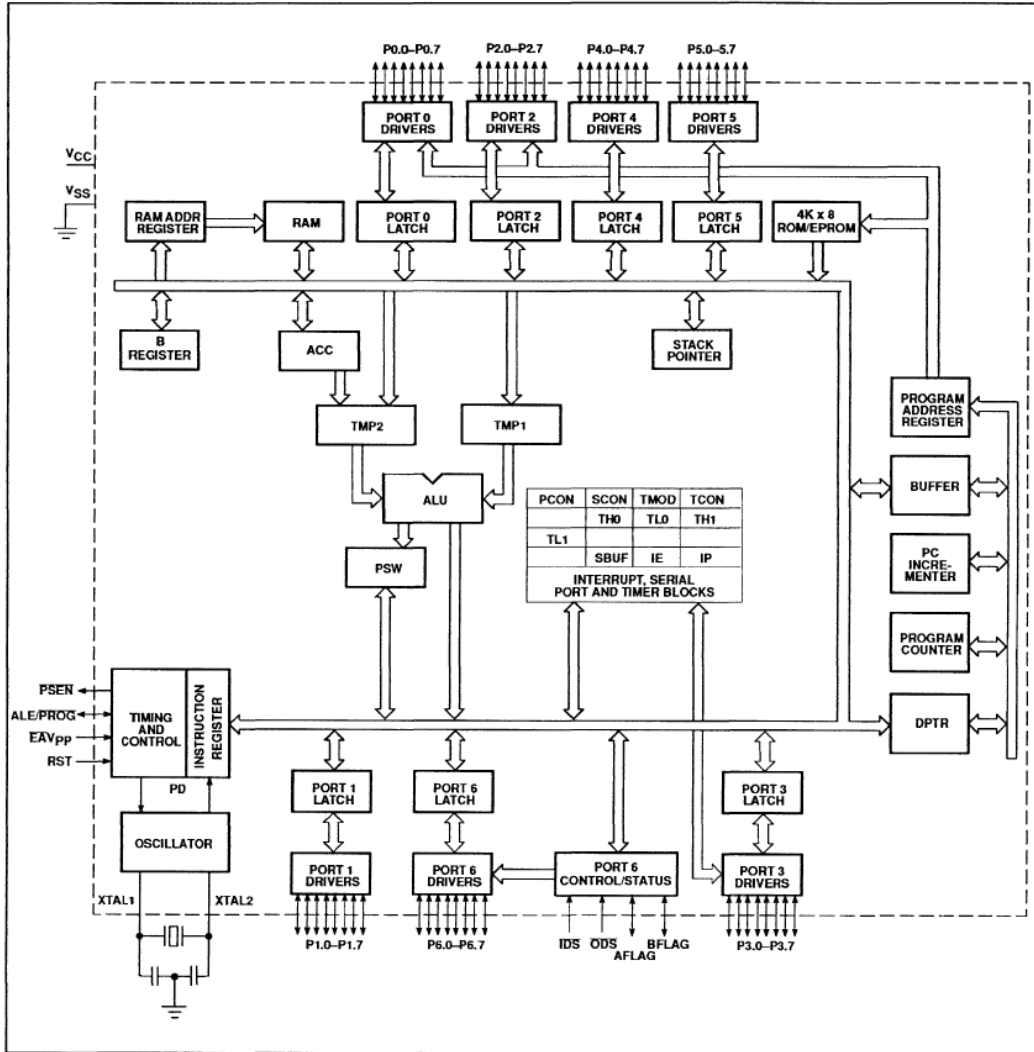 P0.0–P0.7 P2.0–P2.7 P4.0–P4.7 P5.0–5.7
PORT 0
DRIVERS
PORT 2
DRIVERS
PORT 4
DRIVERS
PORT 5
DRIVERS
VCC
VSS
RAM ADDR
REGISTER
RAM
PORT 0
LATCH
PORT 2
LATCH
PORT 4
LATCH
PORT 5
LATCH
4K x 8
ROM/EPROM
B
REGISTER
ACC
STACK
POINTER
PROGRAM
ADDRESS
REGISTER
TMP2
TMP1
BUFFER
ALU
PCON SCON TMOD TCON
TH0 TL0 TH1
TL1
SBUF IE IP
INTERRUPT, SERIAL
PORT AND TIMER BLOCKS
PSW
PC
INCRE-
MENTER
PROGRAM
COUNTER
DPTR
PSEN
ALE/PROG
EAVPP
RST
TIMING
AND
CONTROL
INSTRUCTION
REGISTER
PD
OSCILLATOR
XTAL1
XTAL2
PORT 1
LATCH
PORT 6
LATCH
PORT 3
LATCH
PORT 1
DRIVERS
PORT 6
DRIVERS
PORT 6
CONTROL/STATUS
PORT 3
DRIVERS
P1.0–P1.7
P6.0–P6.7
IDS
ODS
AFLAG
BFLAG
P3.0–P3.7